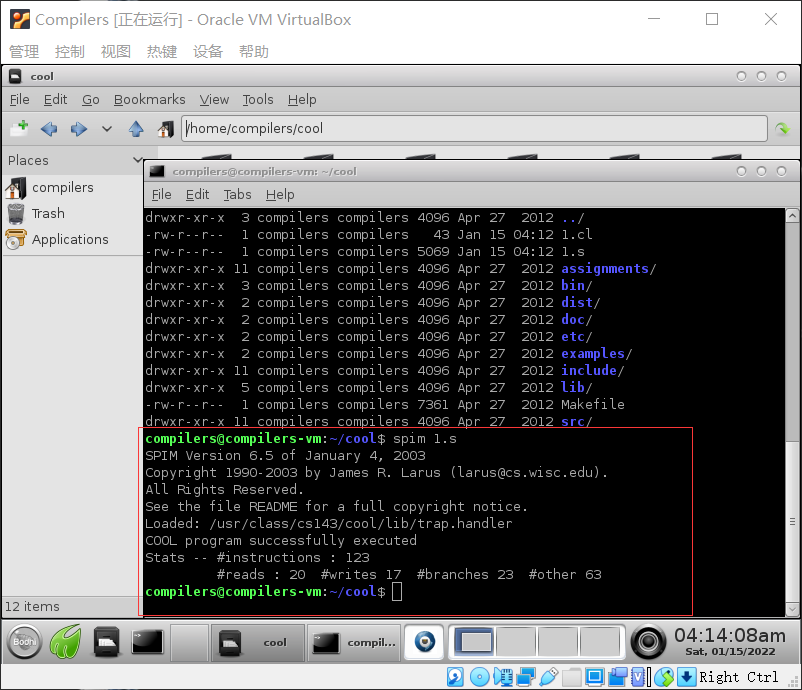 Compilers [正在运行] - Oracle VM VirtualBox
管理 控制 视图 热键 设备 帮助
cool
File Edit Go Bookmarks View Tools Help
/home/compilers/cool
Places
compilers
Trash
Applications
12 items
compilers@compilers-vm: ~/cool
File Edit Tabs Help
drwxr-xr-x  3 compilers compilers 4096 Apr 27  2012 ../
-rw-r--r--  1 compilers compilers   43 Jan 15 04:12 1.cl
-rw-r--r--  1 compilers compilers 5069 Jan 15 04:12 1.s
drwxr-xr-x 11 compilers compilers 4096 Apr 27  2012 assignments/
drwxr-xr-x  3 compilers compilers 4096 Apr 27  2012 bin/
drwxr-xr-x  2 compilers compilers 4096 Apr 27  2012 dist/
drwxr-xr-x  2 compilers compilers 4096 Apr 27  2012 doc/
drwxr-xr-x  2 compilers compilers 4096 Apr 27  2012 etc/
drwxr-xr-x  2 compilers compilers 4096 Apr 27  2012 examples/
drwxr-xr-x 11 compilers compilers 4096 Apr 27  2012 include/
drwxr-xr-x  5 compilers compilers 4096 Apr 27  2012 lib/
-rw-r--r--  1 compilers compilers 7361 Apr 27  2012 Makefile
drwxr-xr-x 11 compilers compilers 4096 Apr 27  2012 src/
compilers@compilers-vm:~/cool$ spim 1.s
SPIM Version 6.5 of January 4, 2003
Copyright 1990-2003 by James R. Larus (larus@cs.wisc.edu).
All Rights Reserved.
See the file README for a full copyright notice.
Loaded: /usr/class/cs143/cool/lib/trap.handler
COOL program successfully executed
Stats -- #instructions : 123
         #reads : 20  #writes 17  #branches 23  #other 63
compilers@compilers-vm:~/cool$
Bodhi
cool
compil...
04:14:08am
Sat, 01/15/2022
Right Ctrl